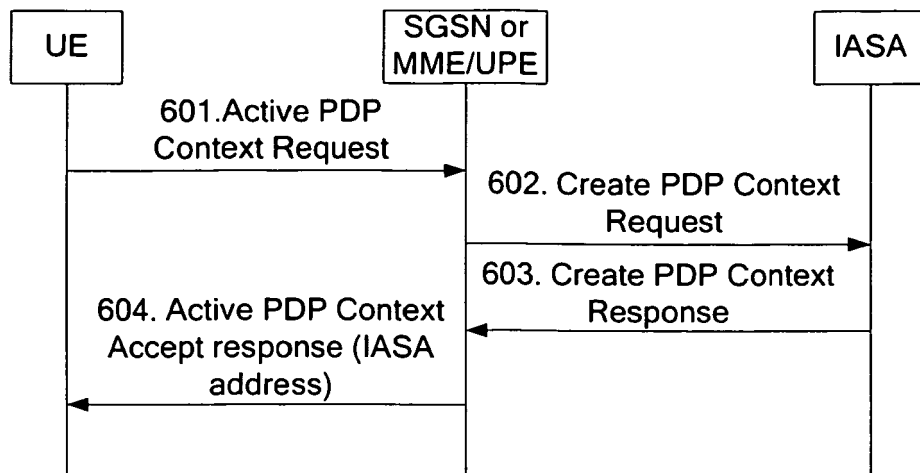 UE
SGSN or
MME/UPE
IASA
601.Active PDP
Context Request
602. Create PDP Context
Request
603. Create PDP Context
Response
604. Active PDP Context
Accept response (IASA
address)